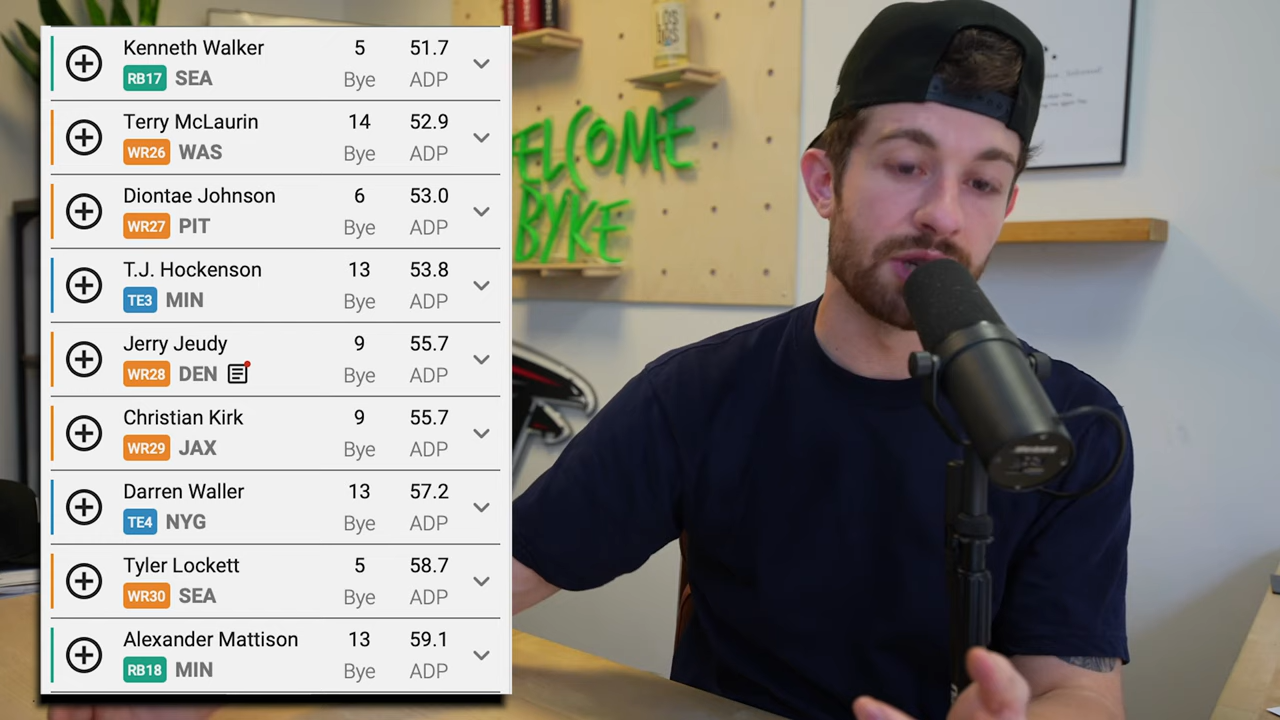 Kenneth Walker 5 51.7
RB17 SEA Bye ADP
Terry McLaurin 14 52.9
WR26 WAS Bye ADP
Diontae Johnson 6 53.0
WR27 PIT Bye ADP
T.J. Hockenson 13 53.8
TE3 MIN Bye ADP
Jerry Jeudy 9 55.7
WR28 DEN Bye ADP
Christian Kirk 9 55.7
WR29 JAX Bye ADP
Darren Waller 13 57.2
TE4 NYG Bye ADP
Tyler Lockett 5 58.7
WR30 SEA Bye ADP
Alexander Mattison 13 59.1
RB18 MIN Bye ADP
ELCOME
BYKE